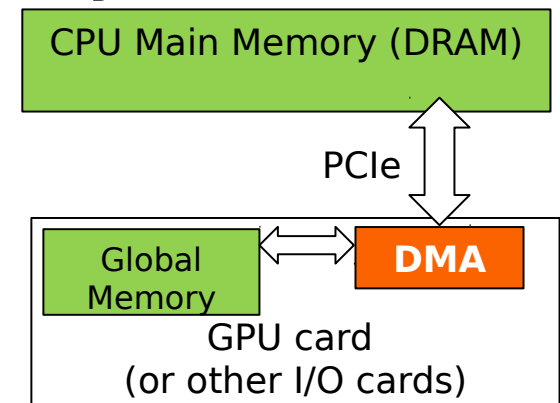 CPU Main Memory (DRAM)
PCIe
Global
Memory
DMA
GPU card
(or other I/O cards)